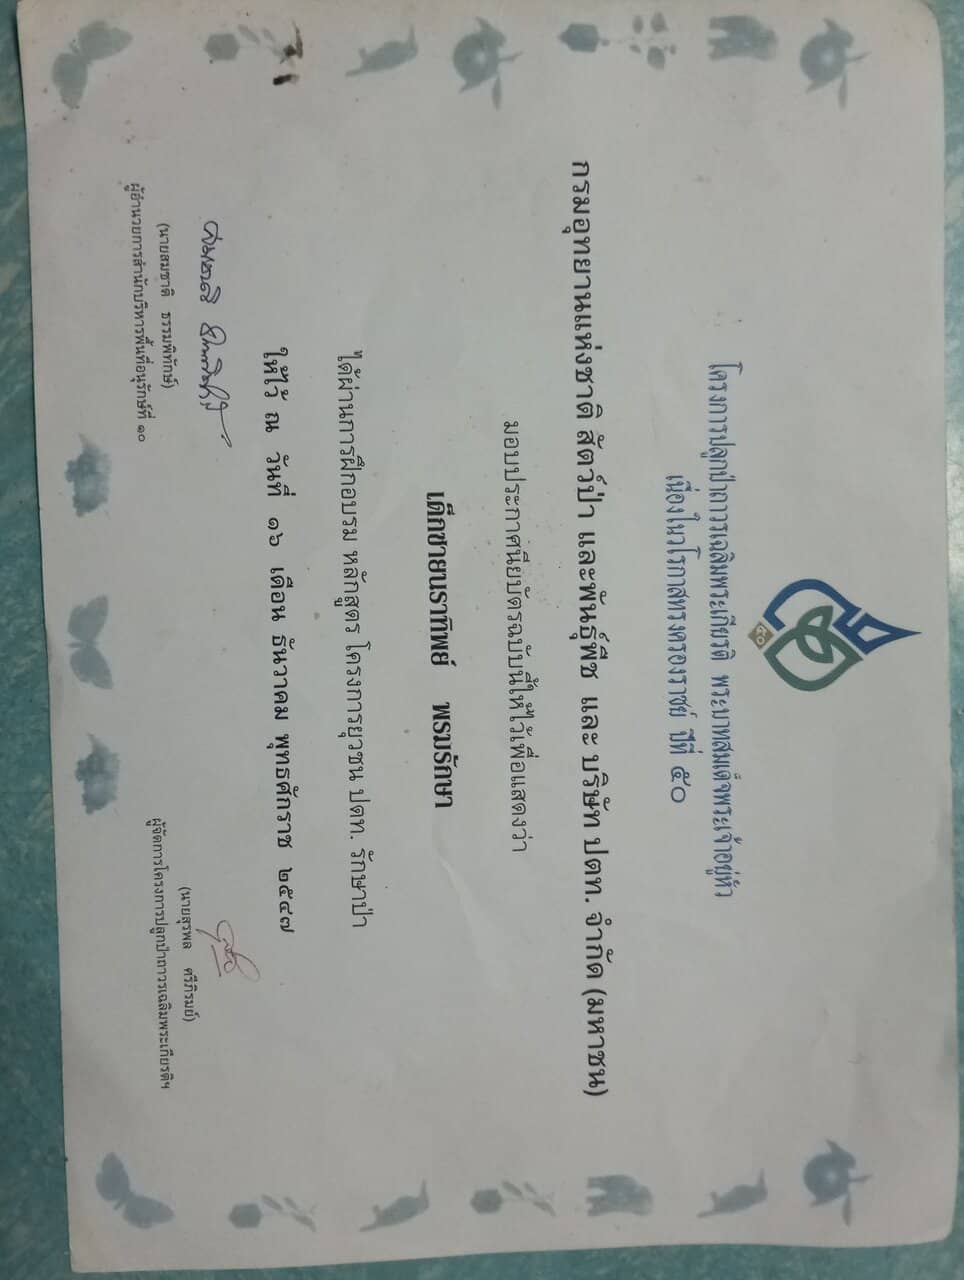 ๕๐
โครงการปลูกป่าถาวรเฉลิมพระเกียรติ พระบาทสมเด็จพระเจ้าอยู่หัว
เนื่องในวโรกาสทรงครองราชย์ ปีที่ ๕๐
กรมอุทยานแห่งชาติ สัตว์ป่า และพันธุ์พืช และ บริษัท ปตท. จำกัด (มหาชน)
มอบประกาศนียบัตรฉบับนี้ให้ไว้เพื่อแสดงว่า
เด็กชายนราทิพย์ พรมรักษา
ได้ผ่านการฝึกอบรม หลักสูตร โครงการยุวชน ปตท. รักษาป่า
ให้ไว้ ณ วันที่ ๑๖ เดือน ธันวาคม พุทธศักราช ๒๕๔๗
(นายสมชาติ ธรรมพิทักษ์)
ผู้อำนวยการสำนักบริหารพื้นที่อนุรักษ์ที่ ๑๐
(นายสุรพล ศรีภิรมย์)
ผู้จัดการโครงการปลูกป่าถาวรเฉลิมพระเกียรติฯ